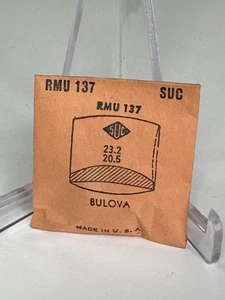 RMU 137 SUC
RMU 137
SUC
23.2
20.5
BULOVA
MADE IN U. S. A.